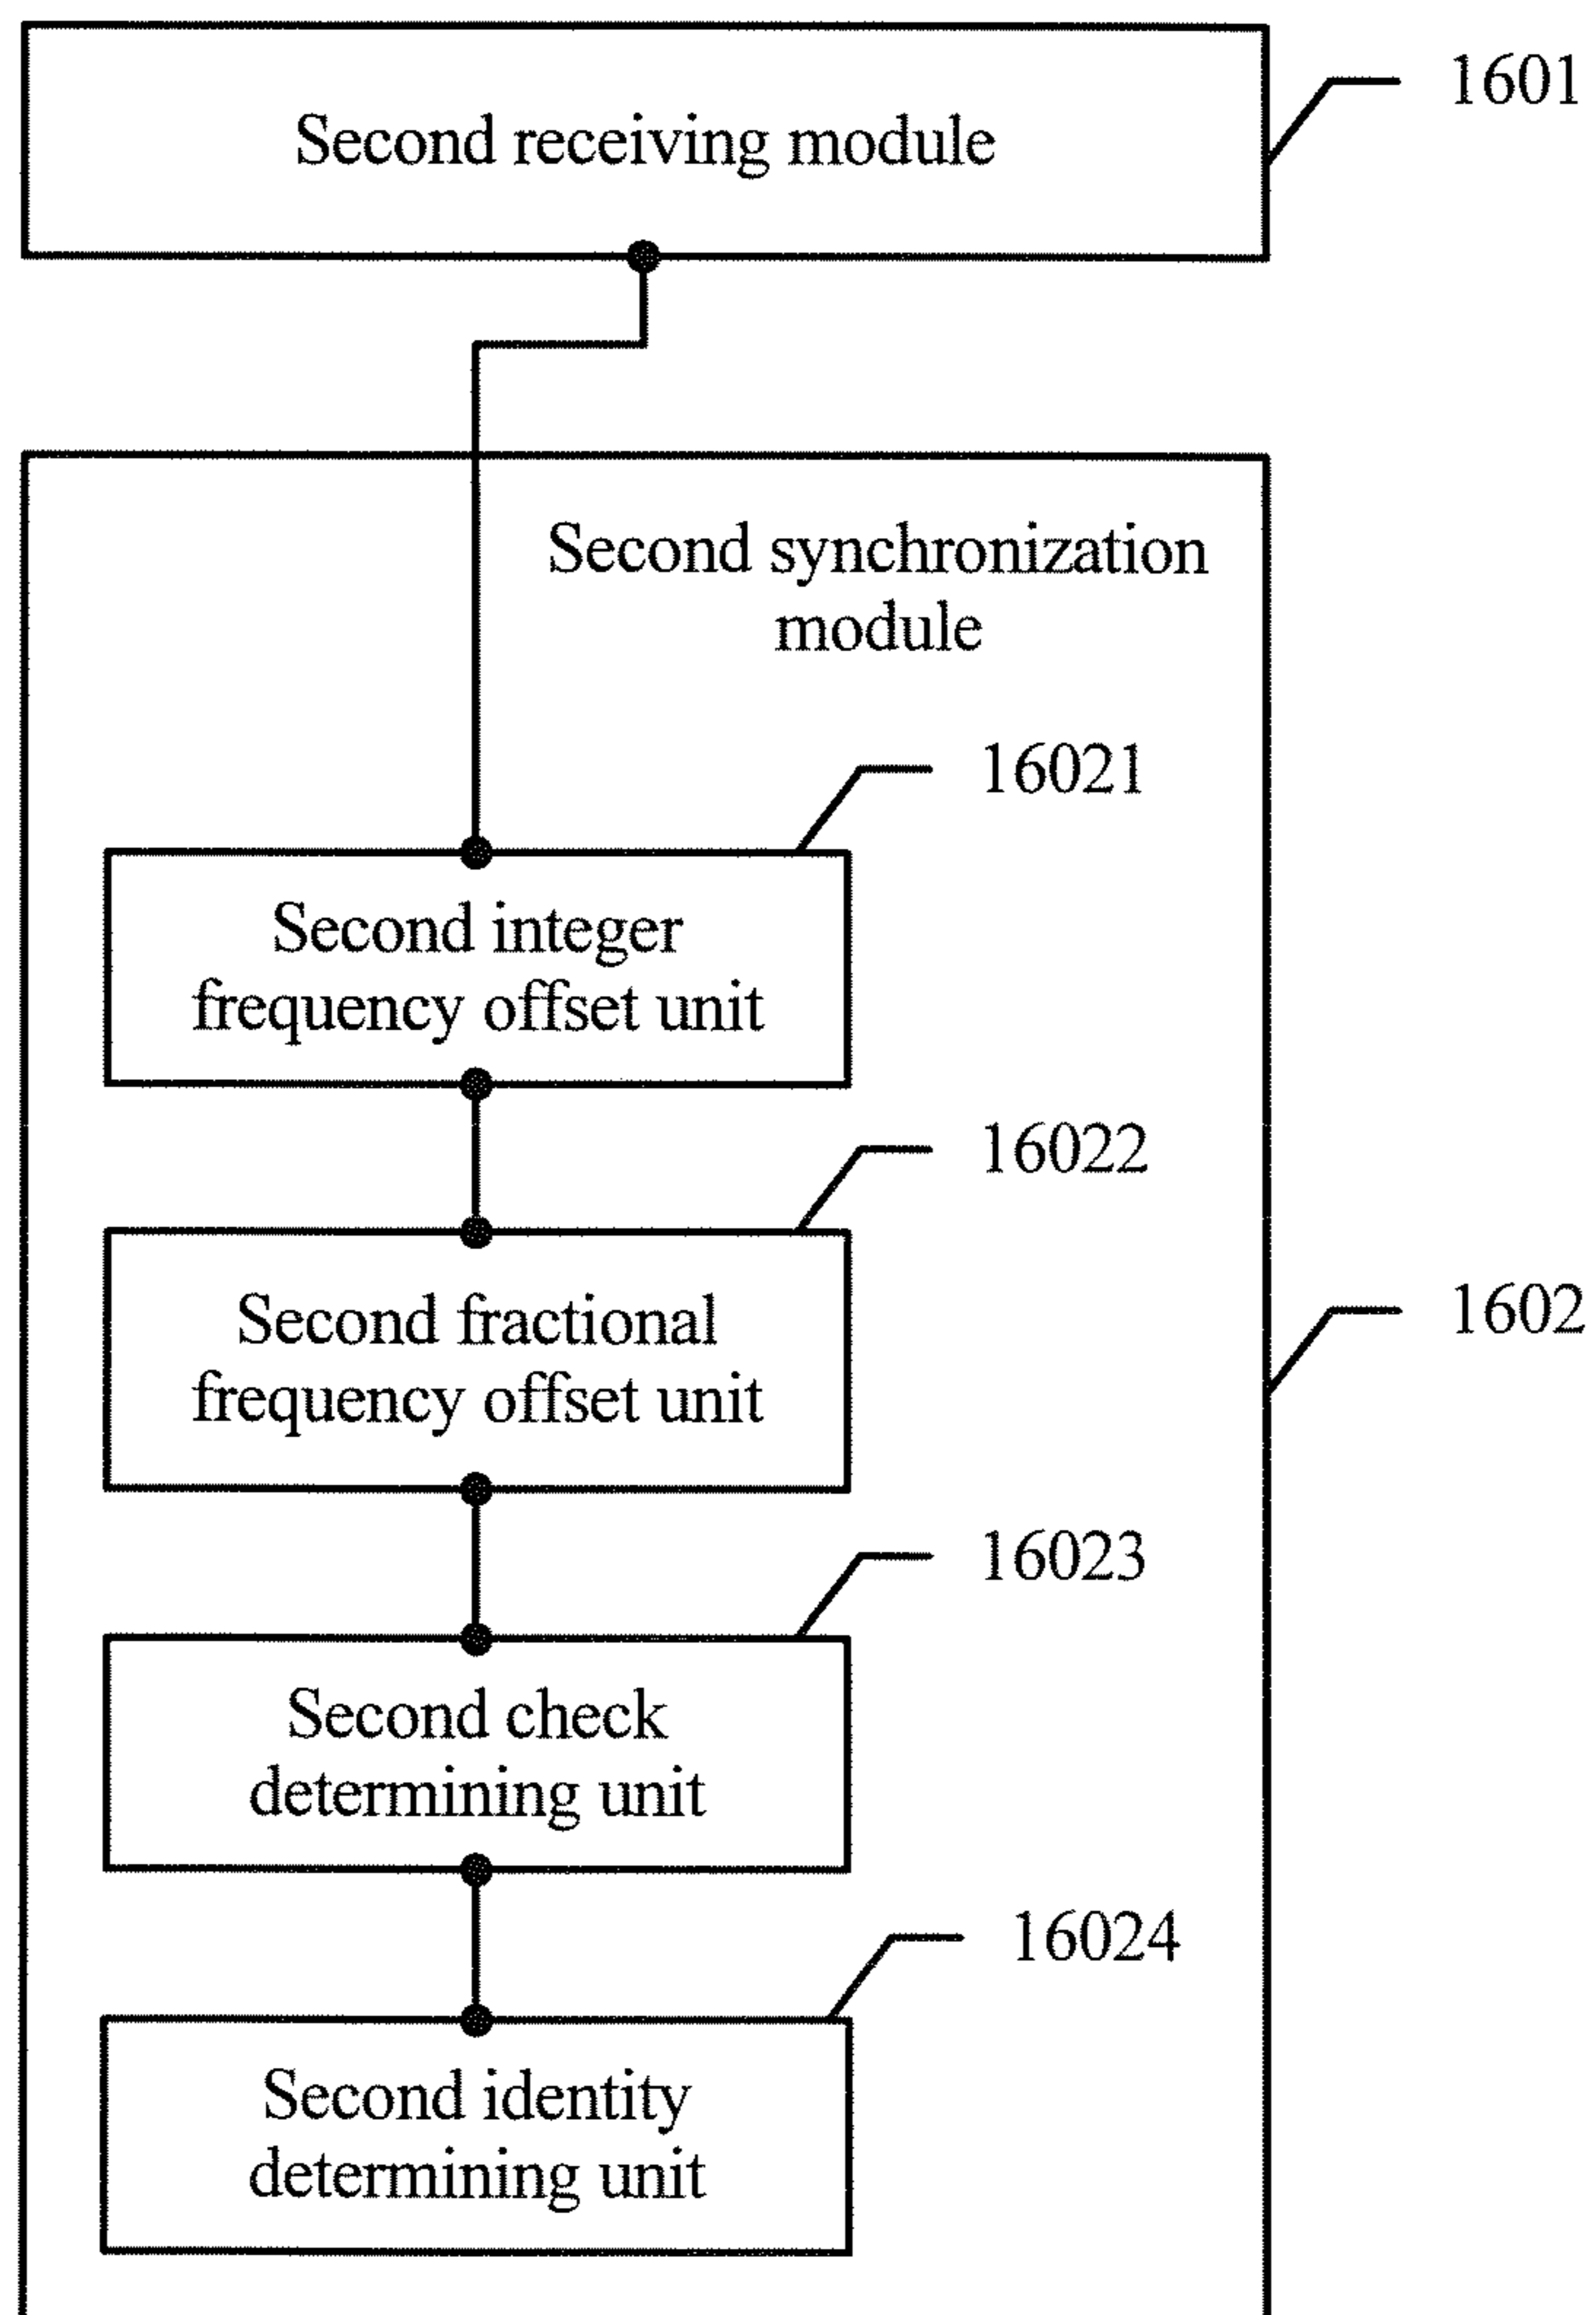 1601
Second receiving module
Second synchronization
module
16021
Second integer
frequency offset unit
16022
Second fractional
frequency offset unit
1602
16023
Second check
determining unit
16024
Second identity
determining unit